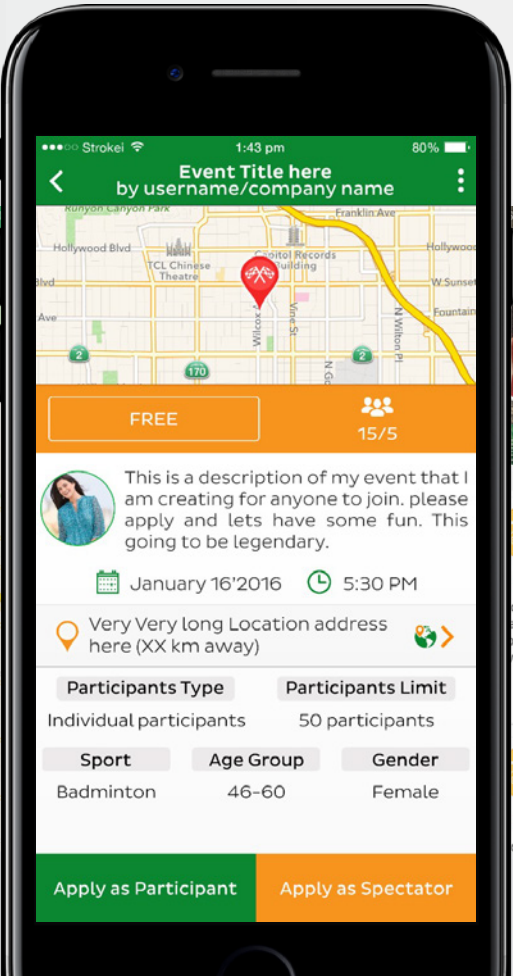 Strokei 1:43 pm 80%
Event Title here
by username/company name
Runyon Canyon Park
Franklin Ave
Hollywood Blvd
Capitol Records
Building
Hollywood
TCL Chinese
Theatre
Blvd
W Sunset
Ave
Wilcox A
Vine St
N Wilton Pl
Fountain
2
170
2
N Go
FREE
15/5
This is a description of my event that I
am creating for anyone to join. please
apply and lets have some fun. This
going to be legendary.
January 16'2016 5:30 PM
Very Very long Location address
here (XX km away)
Participants Type Participants Limit
Individual participants 50 participants
Sport Age Group Gender
Badminton 46-60 Female
Apply as Participant Apply as Spectator